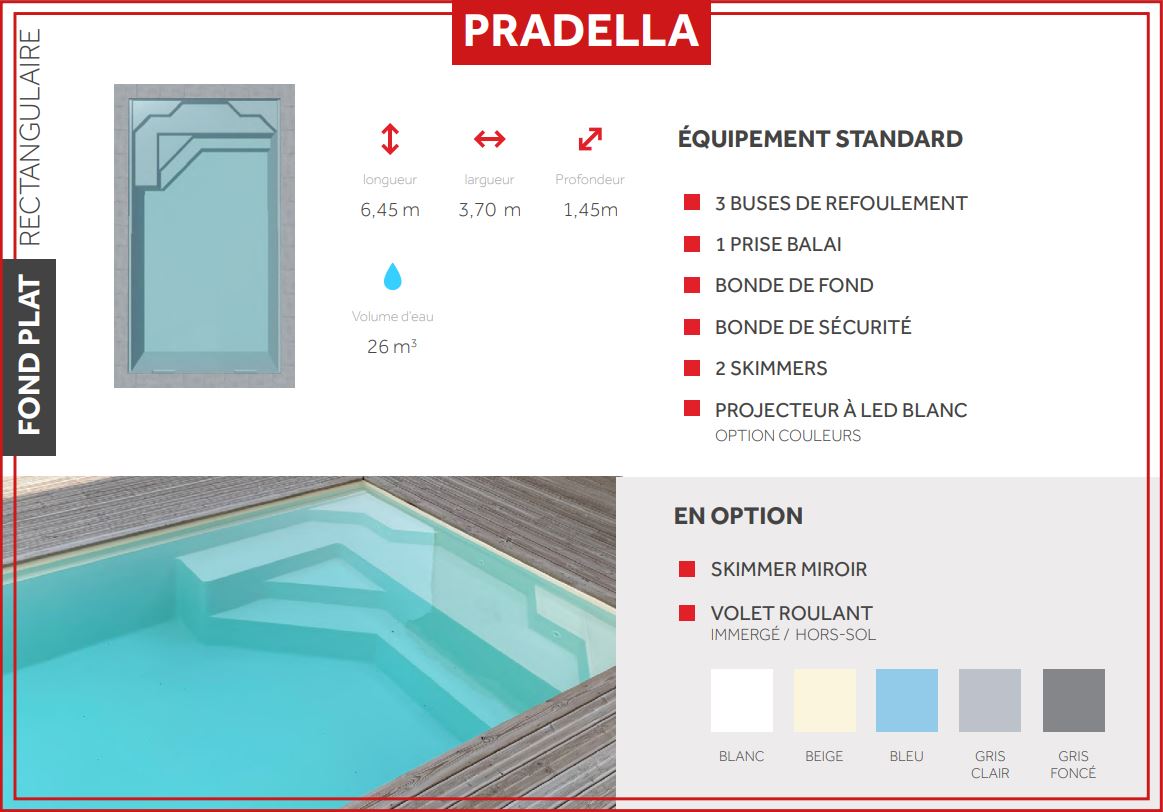 PRADELLA
RECTANGULAIRE
FOND PLAT
longueur
6,45 m
largueur
3,70 m
Profondeur
1,45m
Volume d'eau
26 m³
ÉQUIPEMENT STANDARD
3 BUSES DE REFOULEMENT
1 PRISE BALAI
BONDE DE FOND
BONDE DE SÉCURITÉ
2 SKIMMERS
PROJECTEUR À LED BLANC
OPTION COULEURS
EN OPTION
SKIMMER MIROIR
VOLET ROULANT
IMMERGÉ / HORS-SOL
BLANC
BEIGE
BLEU
GRIS
CLAIR
GRIS
FONCÉ